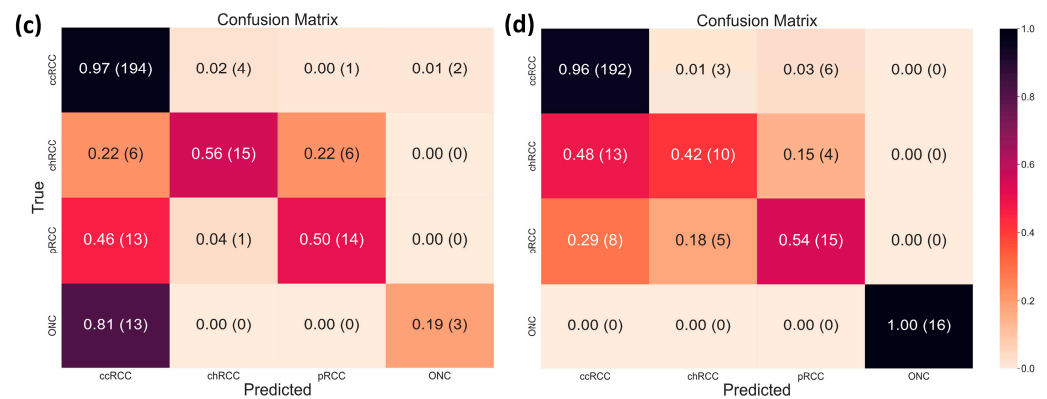 (c)
Confusion Matrix
ccRCC
0.97 (194)
0.02 (4)
0.00 (1)
0.01 (2)
chRCC
0.22 (6)
0.56 (15)
0.22 (6)
0.00 (0)
True
pRCC
0.46 (13)
0.04 (1)
0.50 (14)
0.00 (0)
ONC
0.81 (13)
0.00 (0)
0.00 (0)
0.19 (3)
ccRCC
chRCC
pRCC
ONC
Predicted
(d)
Confusion Matrix
ccRCC
0.96 (192)
0.01 (3)
0.03 (6)
0.00 (0)
chRCC
0.48 (13)
0.42 (10)
0.15 (4)
0.00 (0)
pRCC
0.29 (8)
0.18 (5)
0.54 (15)
0.00 (0)
ONC
0.00 (0)
0.00 (0)
0.00 (0)
1.00 (16)
ccRCC
chRCC
pRCC
ONC
Predicted
1.0
0.8
0.6
0.4
0.2
0.0